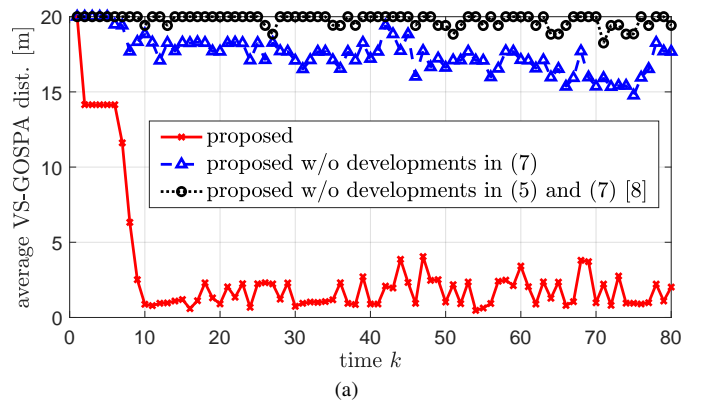 20
15
10
5
0
average VS-GOSPA dist. [m]
proposed
proposed w/o developments in (7)
proposed w/o developments in (5) and (7) [8]
0 10 20 30 40 50 60 70 80
time k
(a)